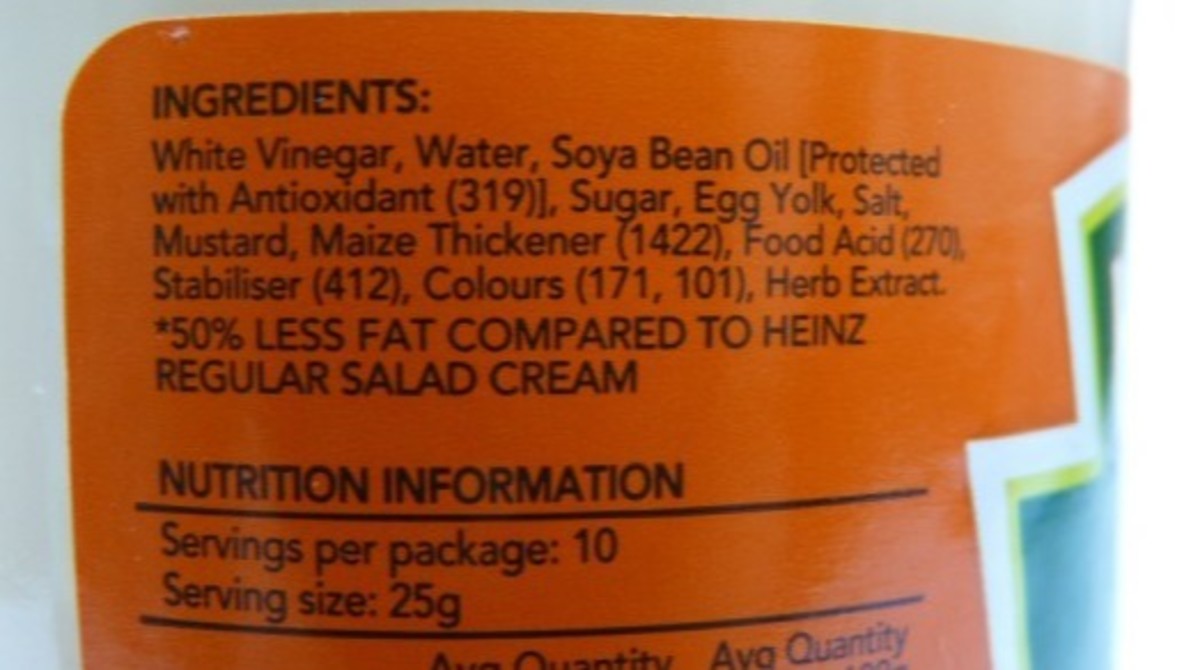 INGREDIENTS:
White Vinegar, Water, Soya Bean Oil [Protected
with Antioxidant (319)], Sugar, Egg Yolk, Salt,
Mustard, Maize Thickener (1422), Food Acid (270),
Stabiliser (412), Colours (171, 101), Herb Extract.
*50% LESS FAT COMPARED TO HEINZ
REGULAR SALAD CREAM
NUTRITION INFORMATION
Servings per package: 10
Serving size: 25g
Avg Quantity Avg Quantity